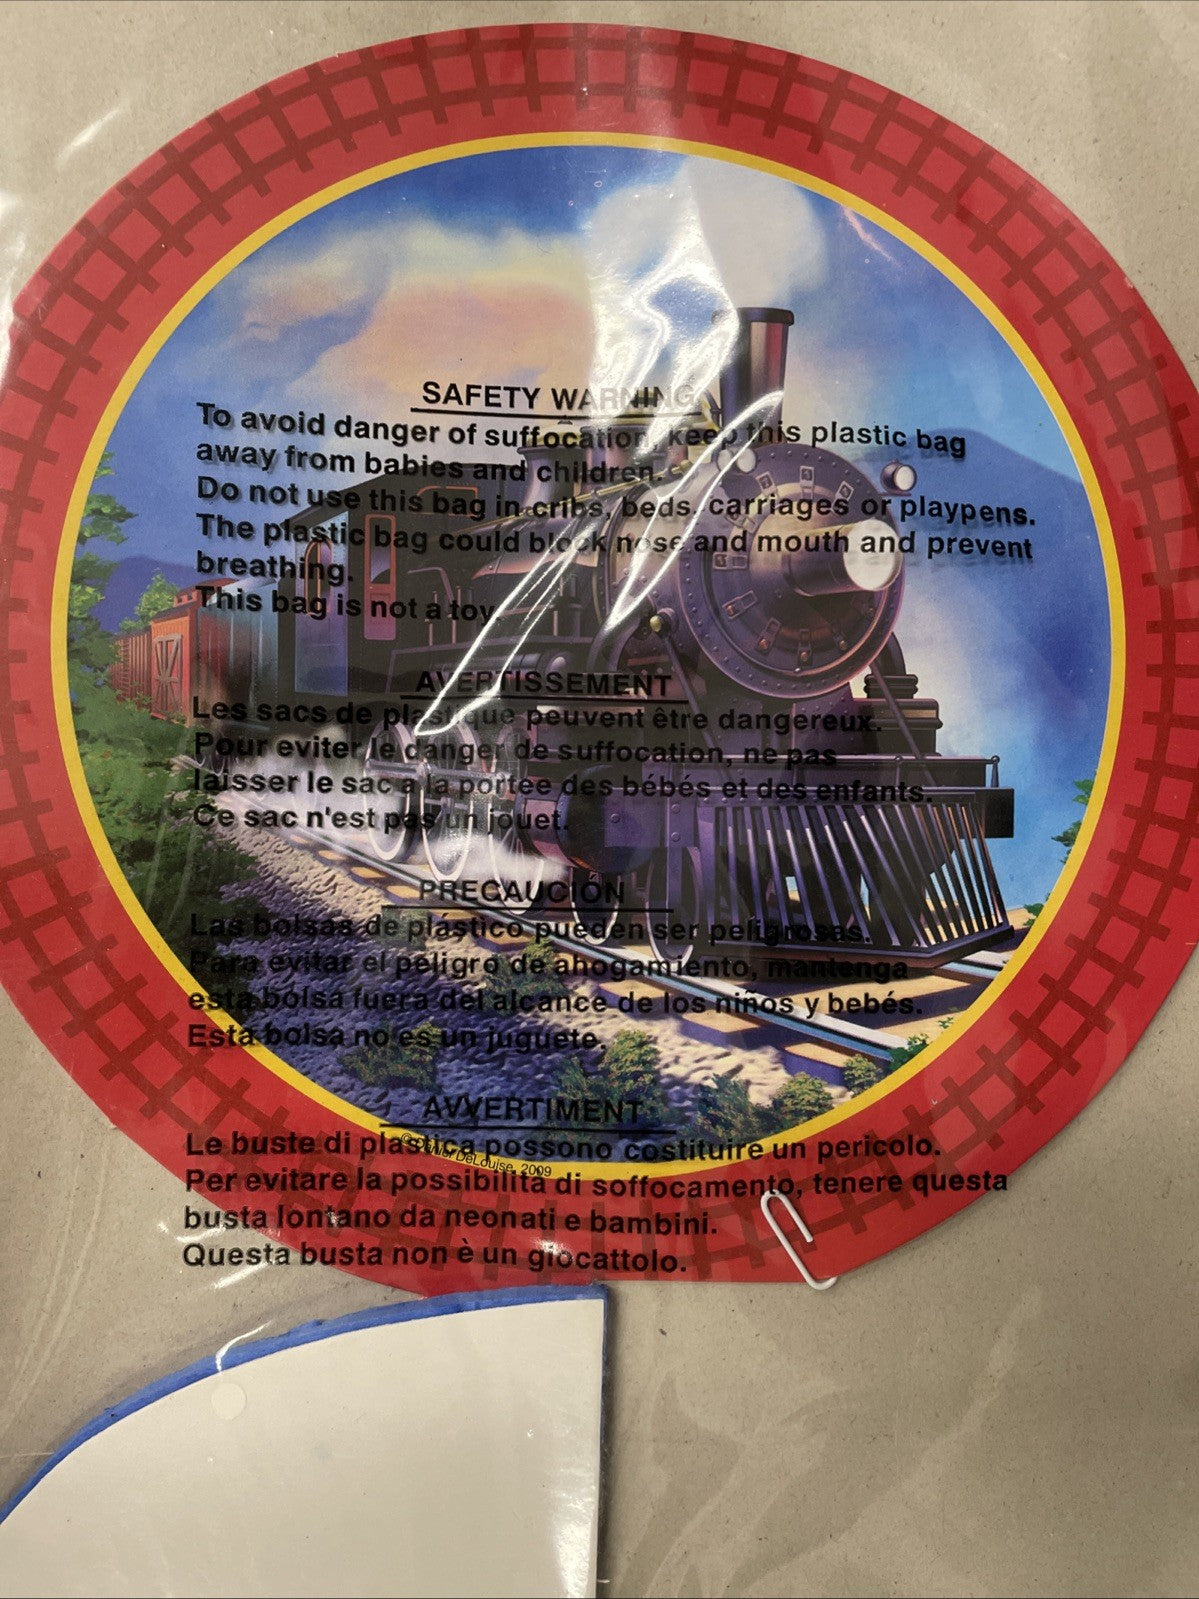 SAFETY WARNING
To avoid danger of suffocation, keep this plastic bag
away from babies and children.
Do not use this bag in cribs, beds, carriages or playpens.
The plastic bag could block nose and mouth and prevent
breathing.
This bag is not a toy.
AVERTISSEMENT
Les sacs de plastique peuvent être dangereux.
Pour eviter le danger de suffocation, ne pas
laisser le sac a la portee des bébés et des enfants.
Ce sac n'est pas un jouet.
PRECAUCIÓN
Las bolsas de plástico pueden ser peligrosas.
Para evitar el peligro de ahogamiento, mantenga
esta bolsa fuera del alcance de los niños y bebés.
Esta bolsa no es un juguete.
AVVERTIMENT
Le buste di plastica possono costituire un pericolo.
© DeLouise, 2009
Per evitare la possibilità di soffocamento, tenere questa
busta lontano da neonati e bambini.
Questa busta non è un giocattolo.